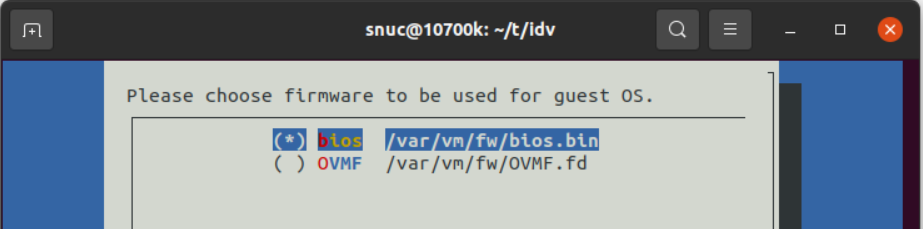 snuc@10700k: ~/t/idv
Please choose firmware to be used for guest OS.
(*) bios /var/vm/fw/bios.bin
( ) OVMF /var/vm/fw/OVMF.fd